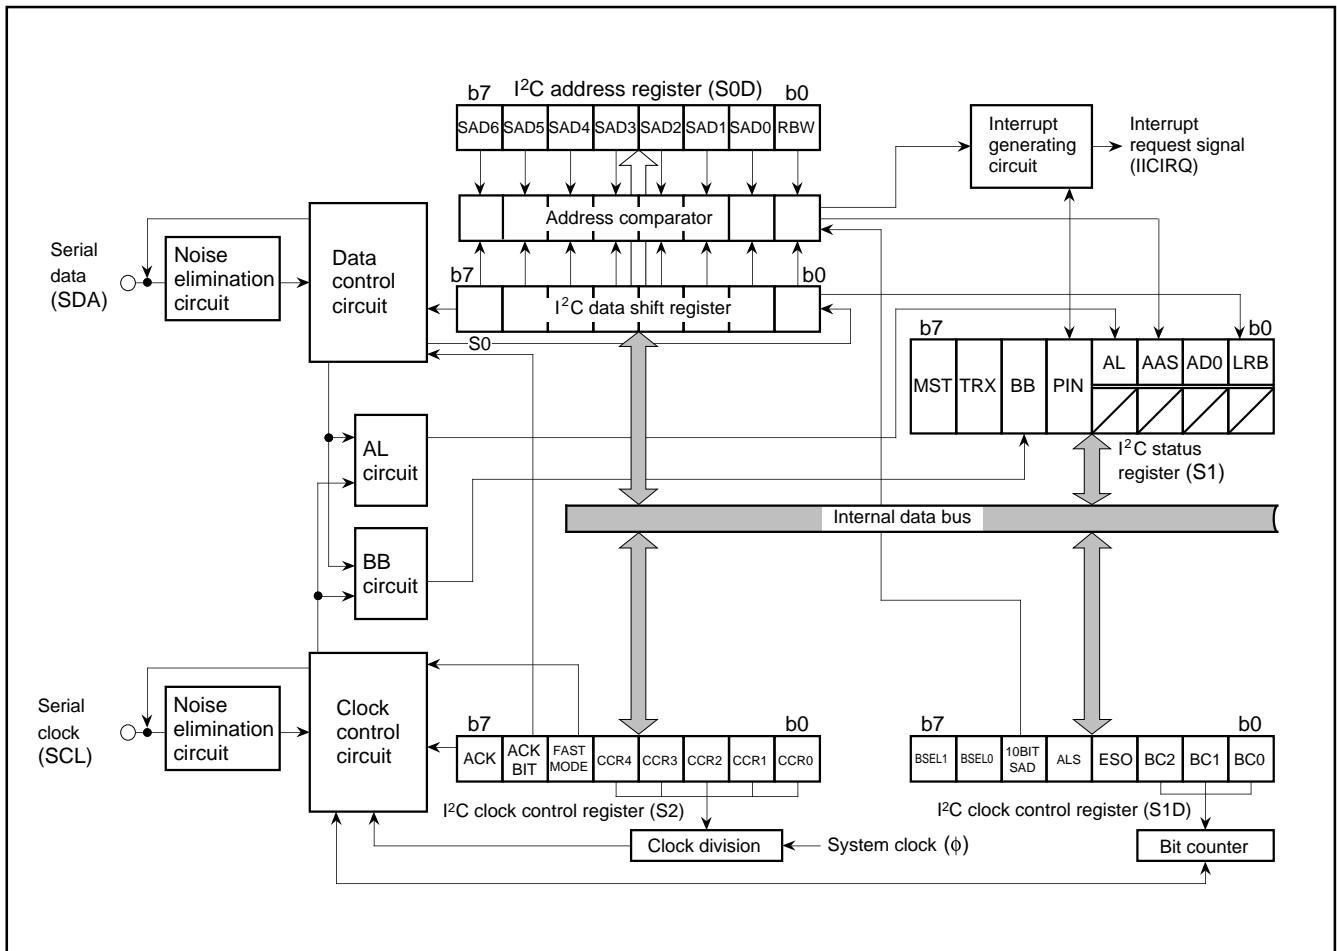 I²C address register (S0D)
b7
b0
SAD6 SAD5 SAD4 SAD3 SAD2 SAD1 SAD0 RBW
Interrupt
generating
circuit
Interrupt
request signal
(IICIRQ)
Address comparator
Serial
data
(SDA)
Noise
elimination
circuit
Data
control
circuit
b7
b0
I²C data shift register
S0
b7
b0
MST TRX BB PIN AL AAS AD0 LRB
I²C status
register (S1)
AL
circuit
Internal data bus
BB
circuit
Serial
clock
(SCL)
Noise
elimination
circuit
Clock
control
circuit
b7
b0
ACK
ACK
BIT
FAST
MODE
CCR4 CCR3 CCR2 CCR1 CCR0
I²C clock control register (S2)
Clock division
System clock (ϕ)
b7
b0
BSEL1 BSEL0
10BIT
SAD
ALS ESO BC2 BC1 BC0
I²C clock control register (S1D)
Bit counter